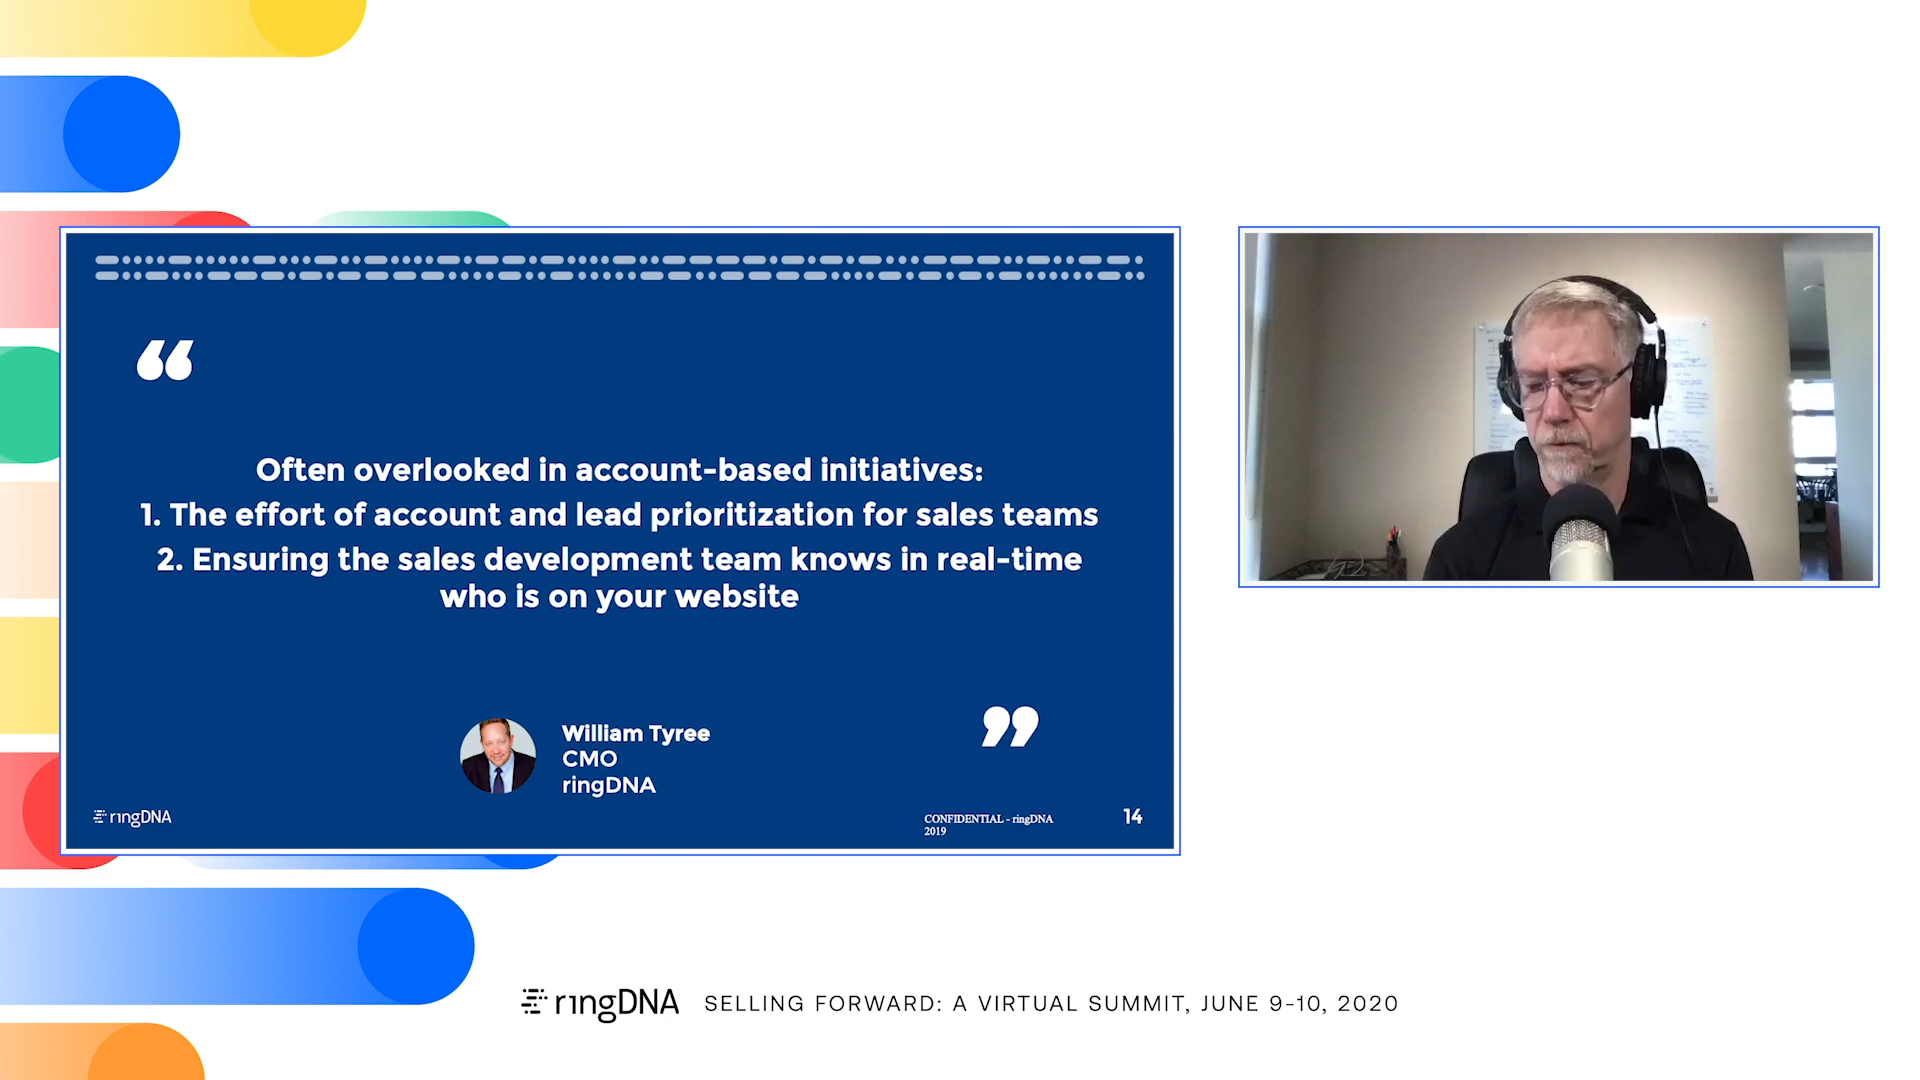 “
Often overlooked in account-based initiatives:
1. The effort of account and lead prioritization for sales teams
2. Ensuring the sales development team knows in real-time
who is on your website
”
William Tyree
CMO
ringDNA
ringDNA
CONFIDENTIAL - ringDNA
2019
14
ringDNA SELLING FORWARD: A VIRTUAL SUMMIT, JUNE 9-10, 2020